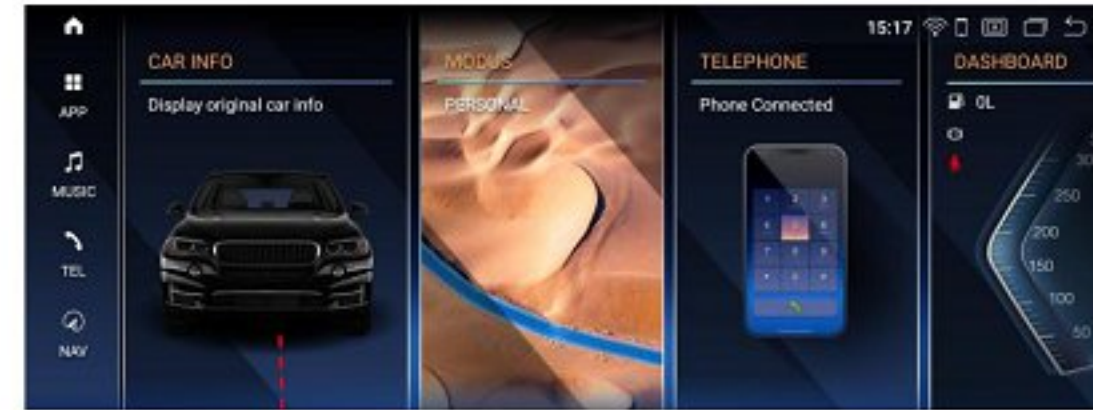 15:17
APP
MUSIC
TEL
NAV
CAR INFO
Display original car info
MODUS
PERSONAL
TELEPHONE
Phone Connected
DASHBOARD
0L
250
200
150
100
50